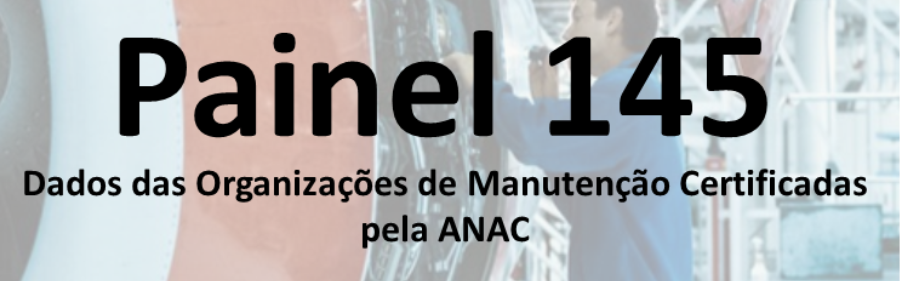 Painel 145
Dados das Organizações de Manutenção Certificadas
pela ANAC